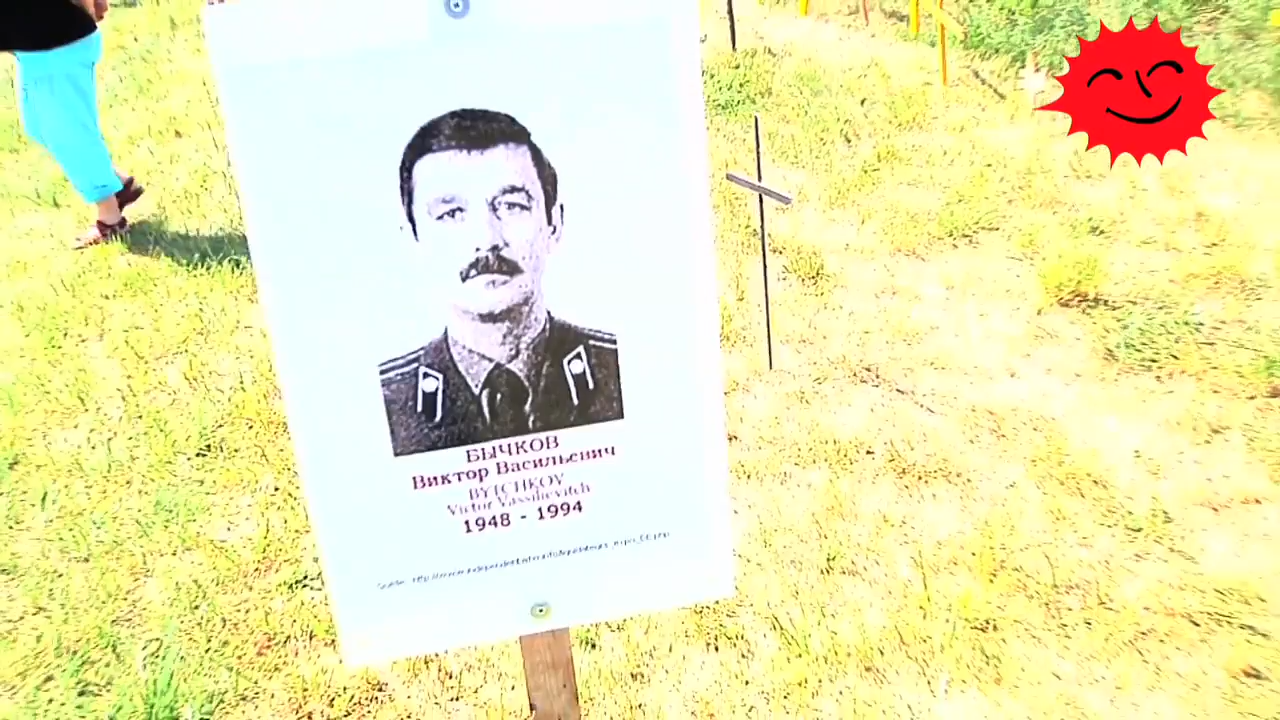 БЫЧКОВ
Виктор Васильевич
BYTCHKOV
Victor Vassilievitch
1948 - 1994